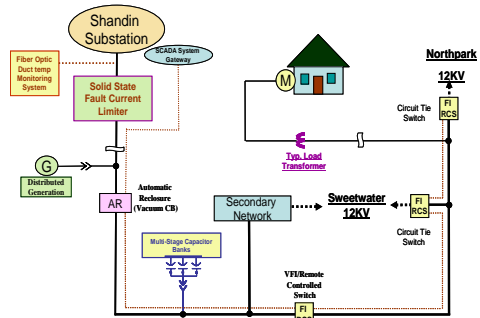 Shandin
Substation
SCADA System
Gateway
Fiber Optic
Duct temp
Monitoring
System
Solid State
Fault Current
Limiter
M
Northpark
12KV
FI
RCS
Circuit Tie
Switch
Typ. Load
Transformer
G
Distributed
Generation
AR
Automatic
Reclosure
(Vacuum CB)
Secondary
Network
Sweetwater
12KV
FI
RCS
Circuit Tie
Switch
Multi-Stage Capacitor
Banks
VFI/Remote
Controlled
Switch
FI
RCS